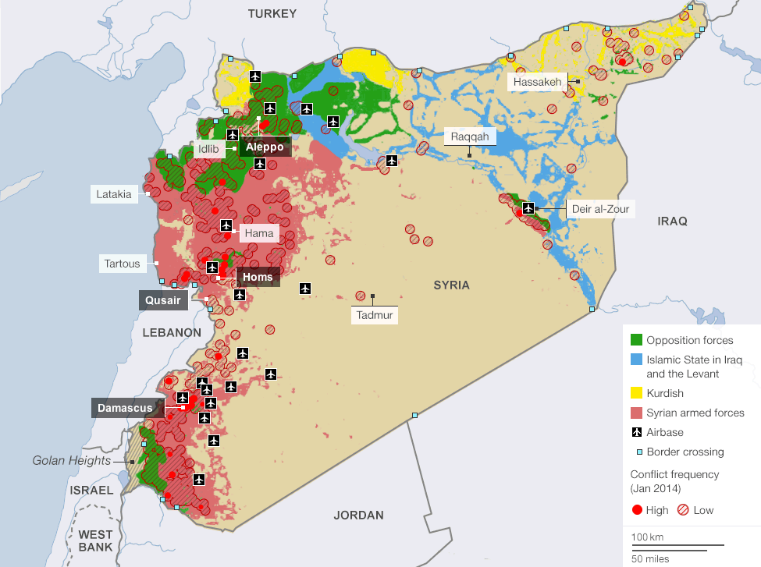 TURKEY
Hassakeh
Raqqah
Idlib
Aleppo
Latakia
Deir al-Zour
IRAQ
Hama
Tartous
Homs
SYRIA
Qusair
Tadmur
LEBANON
Damascus
Golan Heights
ISRAEL
JORDAN
WEST
BANK
Opposition forces
Islamic State in Iraq
and the Levant
Kurdish
Syrian armed forces
Airbase
Border crossing
Conflict frequency
(Jan 2014)
High
Low
100 km
50 miles